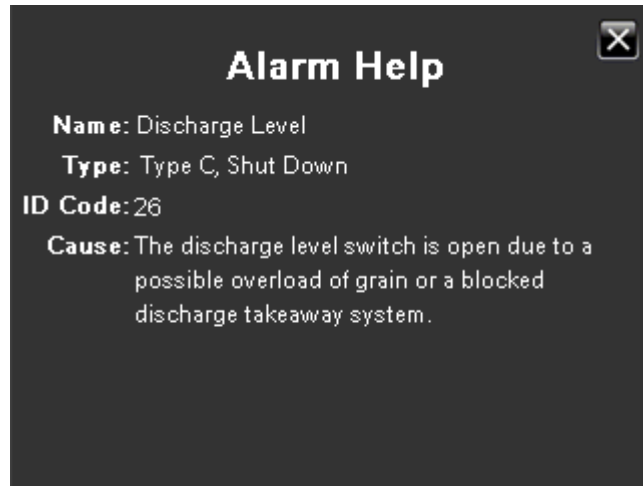 Alarm Help
Name: Discharge Level
Type: Type C, Shut Down
ID Code: 26
Cause: The discharge level switch is open due to a
possible overload of grain or a blocked
discharge takeaway system.